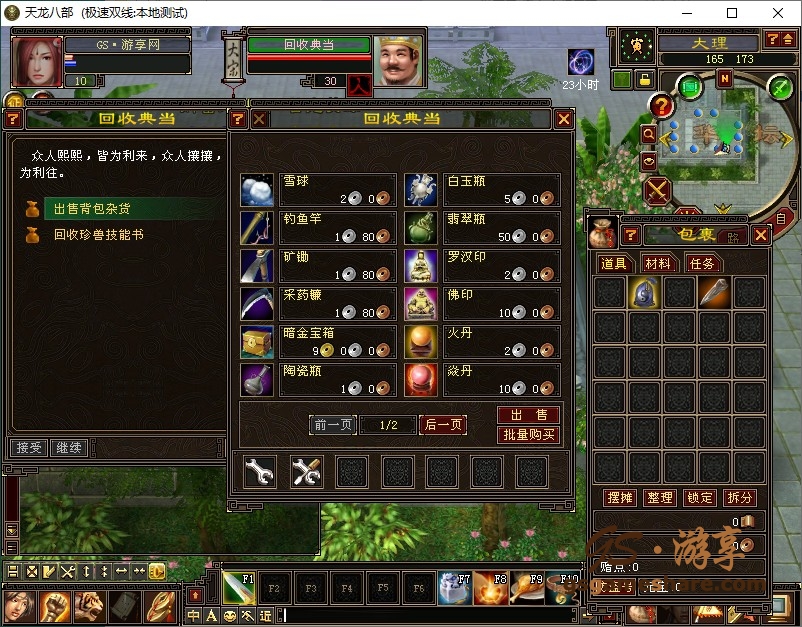 天龙八部 (极速双线:本地测试)
GS·游享网
10
大宗
回收典当
30
23小时
大理
165 173
N
自
征
回收典当
众人熙熙，皆为利来，众人攘攘，
为利往。
出售背包杂货
回收珍兽技能书
接受
继续
回收典当
雪球
2 0
白玉瓶
5 0
钓鱼竿
1 80
翡翠瓶
50 0
矿锄
1 80
罗汉印
2 0
采药镰
1 80
佛印
10 0
暗金宝箱
9 0 0
火丹
2 0
陶瓷瓶
1 0
焱丹
10 0
前一页
1/2
后一页
出 售
批量购买
包裹
道具
材料
任务
摆摊
整理
锁定
拆分
0
0
赌点:0
GS·游享
F1
F2
F3
F4
F5
F6
F7
F8
F9
F10
中
A
近